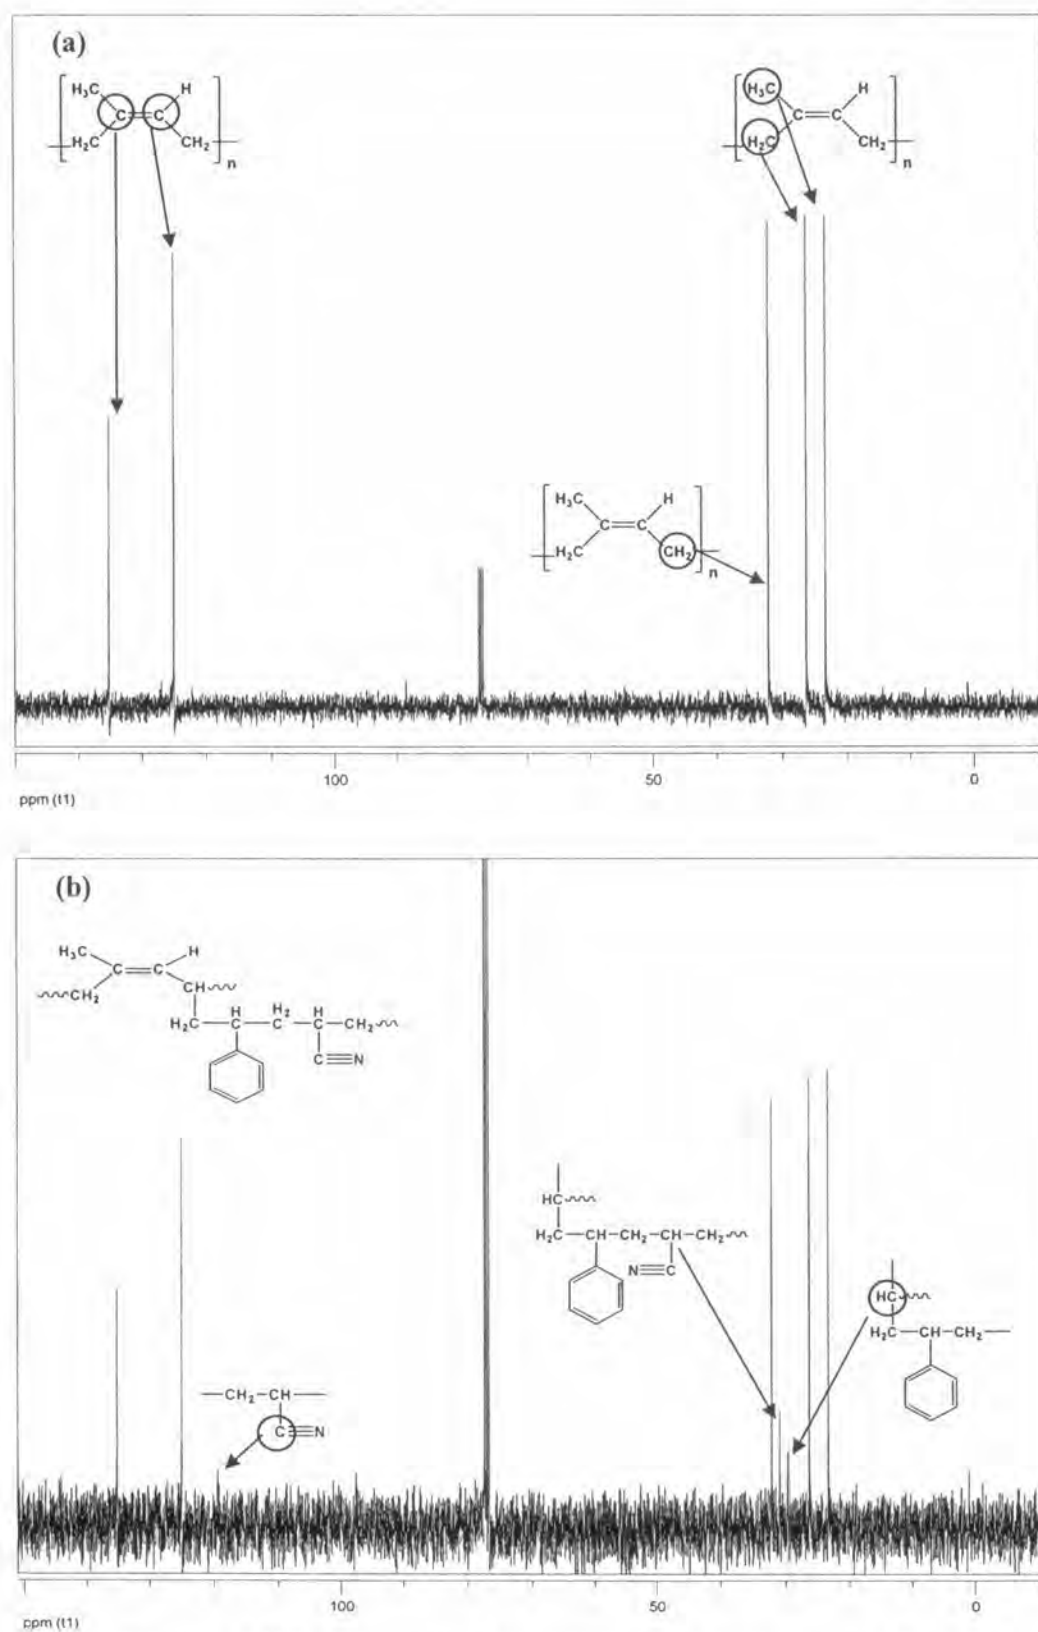 (a)
H₃C H
C=C
H₂C CH₂
n
H₃C H
C=C
H₂C CH₂
n
H₃C H
C=C
H₂C CH₂
n
100 50 0
ppm (t1)
(b)
H₃C H
C=C
CH₂ CH
H₂C H H₂C H CH₂
C≡N
HC
H₂C CH CH₂ CH CH₂
N≡C
HC
H₂C CH CH₂
CH₂ CH
C≡N
100 50 0
ppm (t1)